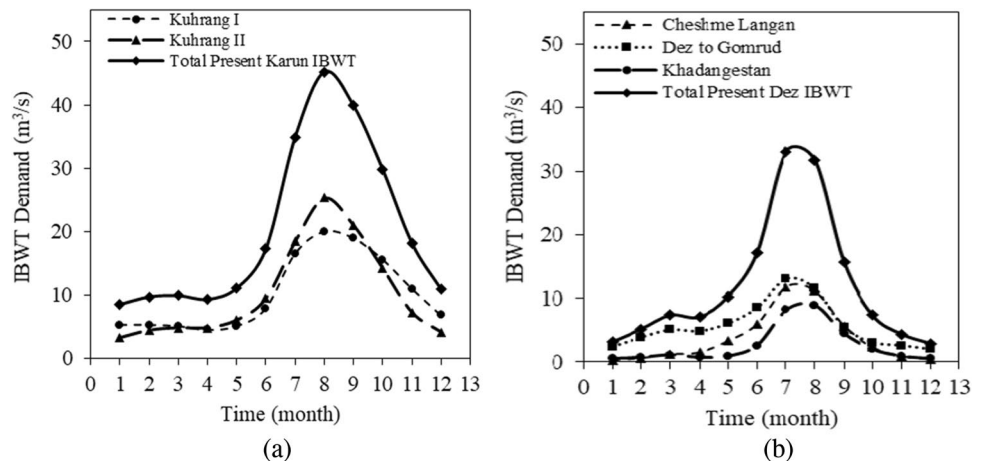 Kuhrang I
Kuhrang II
Total Present Karun IBWT
50
40
30
20
10
0
IBWT Demand (m³/s)
0 1 2 3 4 5 6 7 8 9 10 11 12 13
Time (month)
(a)
Cheshme Langan
Dez to Gomrud
Khadangestan
Total Present Dez IBWT
50
40
30
20
10
0
IBWT Demand (m³/s)
0 1 2 3 4 5 6 7 8 9 10 11 12 13
Time (month)
(b)